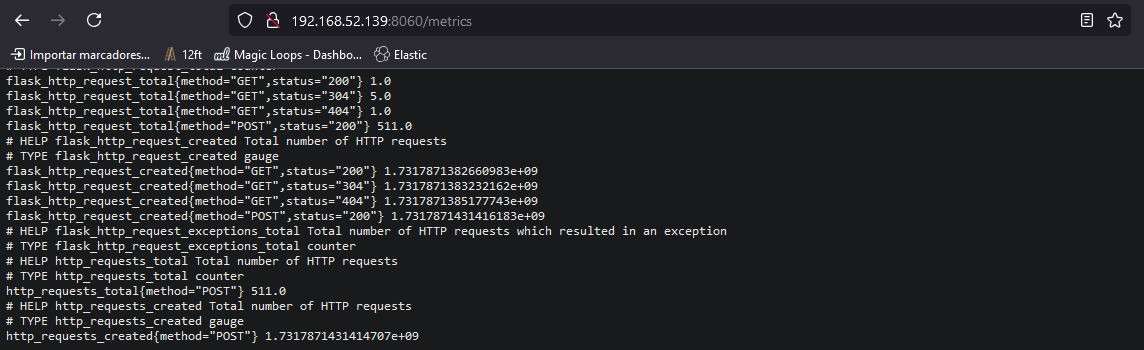 192.168.52.139:8060/metrics
Importar marcadores... 12ft Magic Loops - Dashbo... Elastic
# TYPE flask_http_request_total counter
flask_http_request_total{method="GET",status="200"} 1.0
flask_http_request_total{method="GET",status="304"} 5.0
flask_http_request_total{method="GET",status="404"} 1.0
flask_http_request_total{method="POST",status="200"} 511.0
# HELP flask_http_request_created Total number of HTTP requests
# TYPE flask_http_request_created gauge
flask_http_request_created{method="GET",status="200"} 1.7317871382660983e+09
flask_http_request_created{method="GET",status="304"} 1.7317871383232162e+09
flask_http_request_created{method="GET",status="404"} 1.7317871385177743e+09
flask_http_request_created{method="POST",status="200"} 1.7317871431416183e+09
# HELP flask_http_request_exceptions_total Total number of HTTP requests which resulted in an exception
# TYPE flask_http_request_exceptions_total counter
# HELP http_requests_total Total number of HTTP requests
# TYPE http_requests_total counter
http_requests_total{method="POST"} 511.0
# HELP http_requests_created Total number of HTTP requests
# TYPE http_requests_created gauge
http_requests_created{method="POST"} 1.7317871431414707e+09